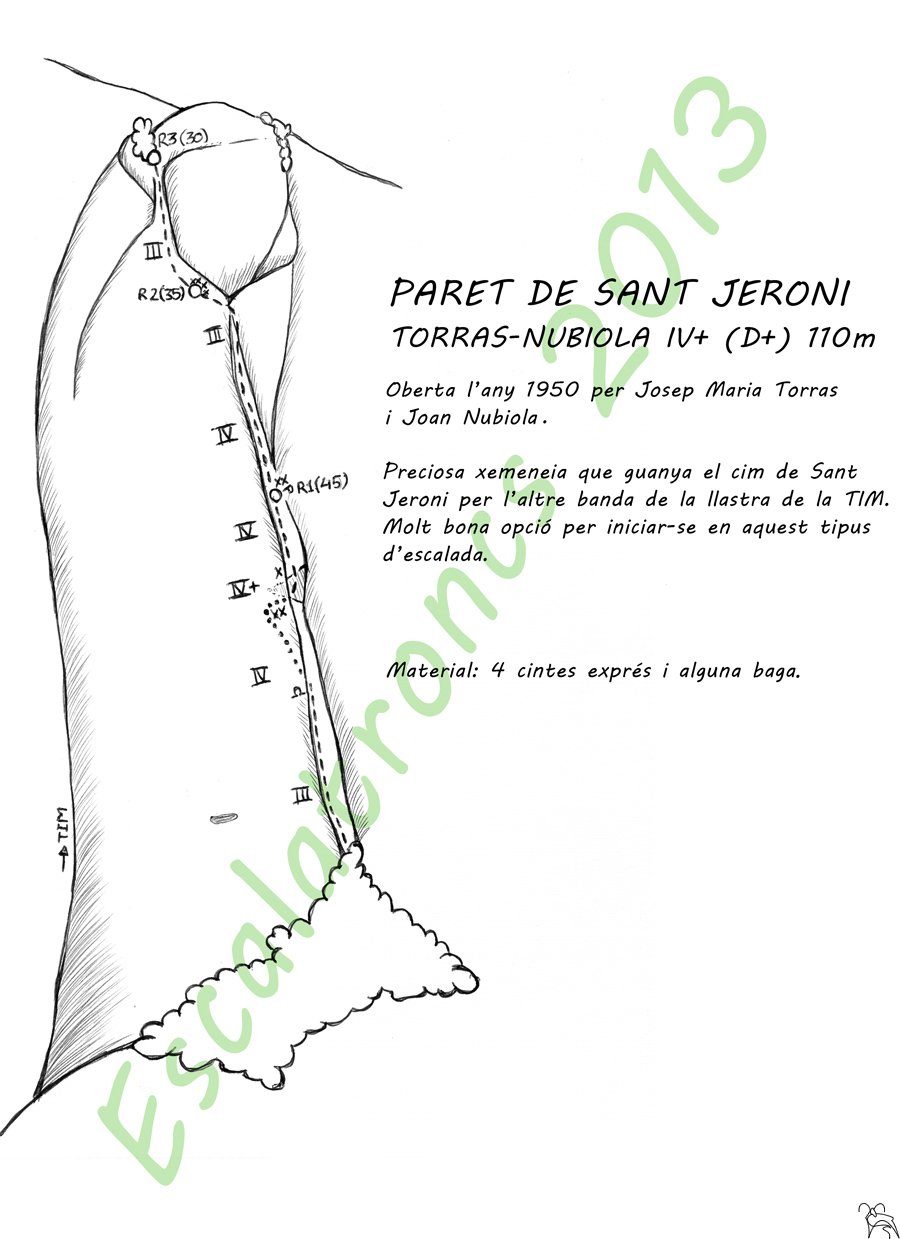 R3(30)
III
R2(35)
III
IV
R1(45)
IV
IV+
IV
III
TIM
PARET DE SANT JERONI
TORRAS-NUBIOLA IV+ (D+) 110m
Oberta l'any 1950 per Josep Maria Torras
i Joan Nubiola.
Preciosa xemeneia que guanya el cim de Sant
Jeroni per l'altre banda de la llastra de la TIM.
Molt bona opció per iniciar-se en aquest tipus
d'escalada.
Material: 4 cintes exprés i alguna baga.
Escalatroncs 2013